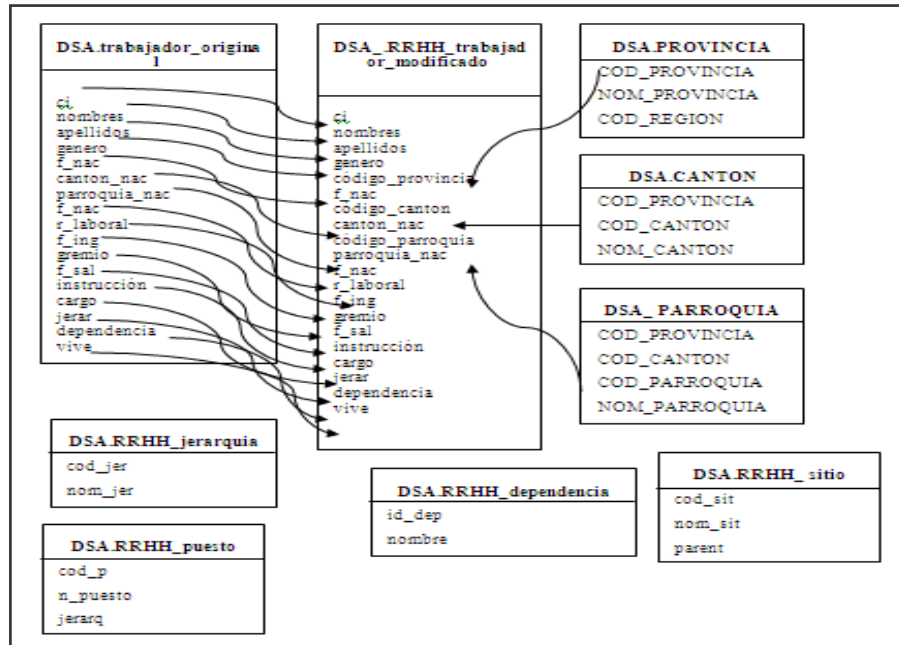 DSA.trabajador_origina
l
ci
nombres
apellidos
genero
f_nac
canton_nac
parroquia_nac
f_nac
r_laboral
f_ing
gremio
f_sal
instrucción
cargo
jerar
dependencia
vive
DSA_.RRHH_trabajad
or_modificado
ci
nombres
apellidos
genero
código_provincia
f_nac
código_canton
canton_nac
código_parroquia
parroquia_nac
f_nac
r_laboral
f_ing
gremio
f_sal
instrucción
cargo
jerar
dependencia
vive
DSA.PROVINCIA
COD_PROVINCIA
NOM_PROVINCIA
COD_REGION
DSA.CANTON
COD_PROVINCIA
COD_CANTON
NOM_CANTON
DSA_ PARROQUIA
COD_PROVINCIA
COD_CANTON
COD_PARROQUIA
NOM_PARROQUIA
DSA.RRHH_jerarquia
cod_jer
nom_jer
DSA.RRHH_dependencia
id_dep
nombre
DSA.RRHH_ sitio
cod_sit
nom_sit
parent
DSA.RRHH_puesto
cod_p
n_puesto
jerarq